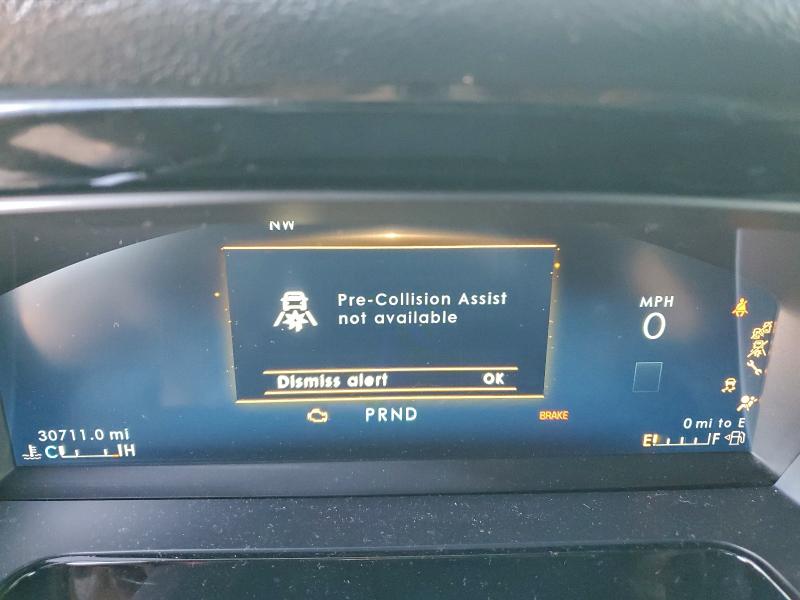 NW
Pre-Collision Assist
not available
MPH
0
Dismiss alert OK
PRND
BRAKE
30711.0 mi
0 mi to E
C H
E F